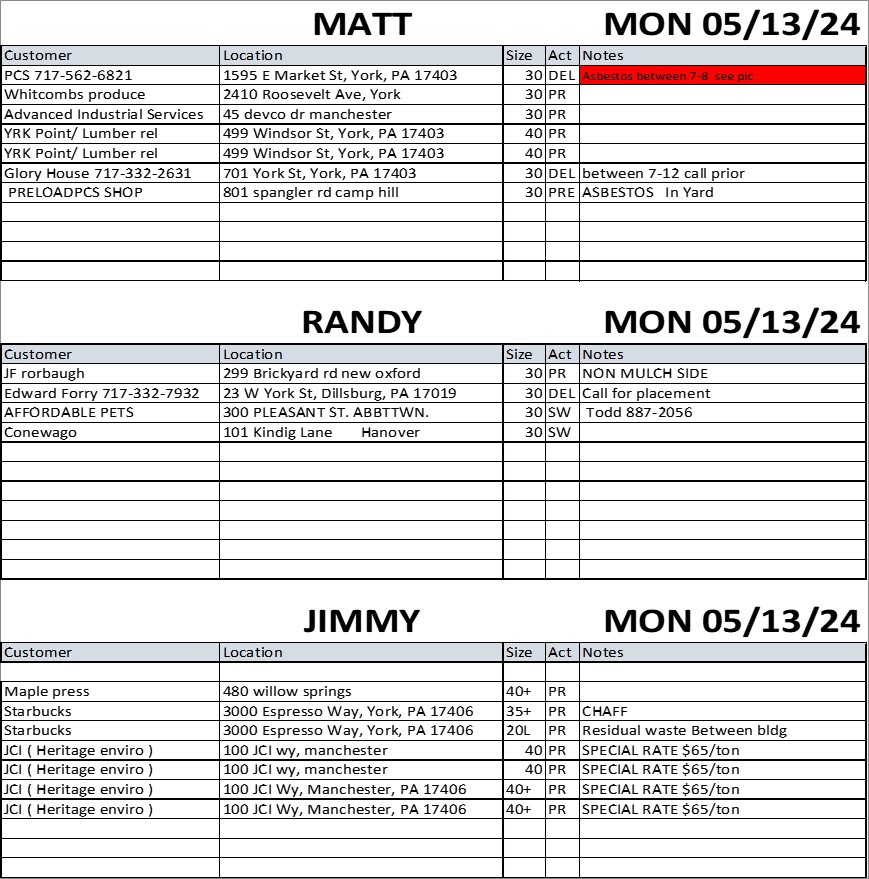 MATT MON 05/13/24
Customer Location Size Act Notes
PCS 717-562-6821 1595 E Market St, York, PA 17403 30 DEL Asbestos between 7-8 see pic
Whitcombs produce 2410 Roosevelt Ave, York 30 PR
Advanced Industrial Services 45 devco dr manchester 30 PR
YRK Point/ Lumber rel 499 Windsor St, York, PA 17403 40 PR
YRK Point/ Lumber rel 499 Windsor St, York, PA 17403 40 PR
Glory House 717-332-2631 701 York St, York, PA 17403 30 DEL between 7-12 call prior
PRELOADPCS SHOP 801 spangler rd camp hill 30 PRE ASBESTOS In Yard
RANDY MON 05/13/24
Customer Location Size Act Notes
JF rorbaugh 299 Brickyard rd new oxford 30 PR NON MULCH SIDE
Edward Forry 717-332-7932 23 W York St, Dillsburg, PA 17019 30 DEL Call for placement
AFFORDABLE PETS 300 PLEASANT ST. ABBTTWN. 30 SW Todd 887-2056
Conewago 101 Kindig Lane Hanover 30 SW
JIMMY MON 05/13/24
Customer Location Size Act Notes
Maple press 480 willow springs 40+ PR
Starbucks 3000 Espresso Way, York, PA 17406 35+ PR CHAFF
Starbucks 3000 Espresso Way, York, PA 17406 20L PR Residual waste Between bldg
JCI ( Heritage enviro ) 100 JCI wy, manchester 40 PR SPECIAL RATE $65/ton
JCI ( Heritage enviro ) 100 JCI wy, manchester 40 PR SPECIAL RATE $65/ton
JCI ( Heritage enviro ) 100 JCI Wy, Manchester, PA 17406 40+ PR SPECIAL RATE $65/ton
JCI ( Heritage enviro ) 100 JCI Wy, Manchester, PA 17406 40+ PR SPECIAL RATE $65/ton